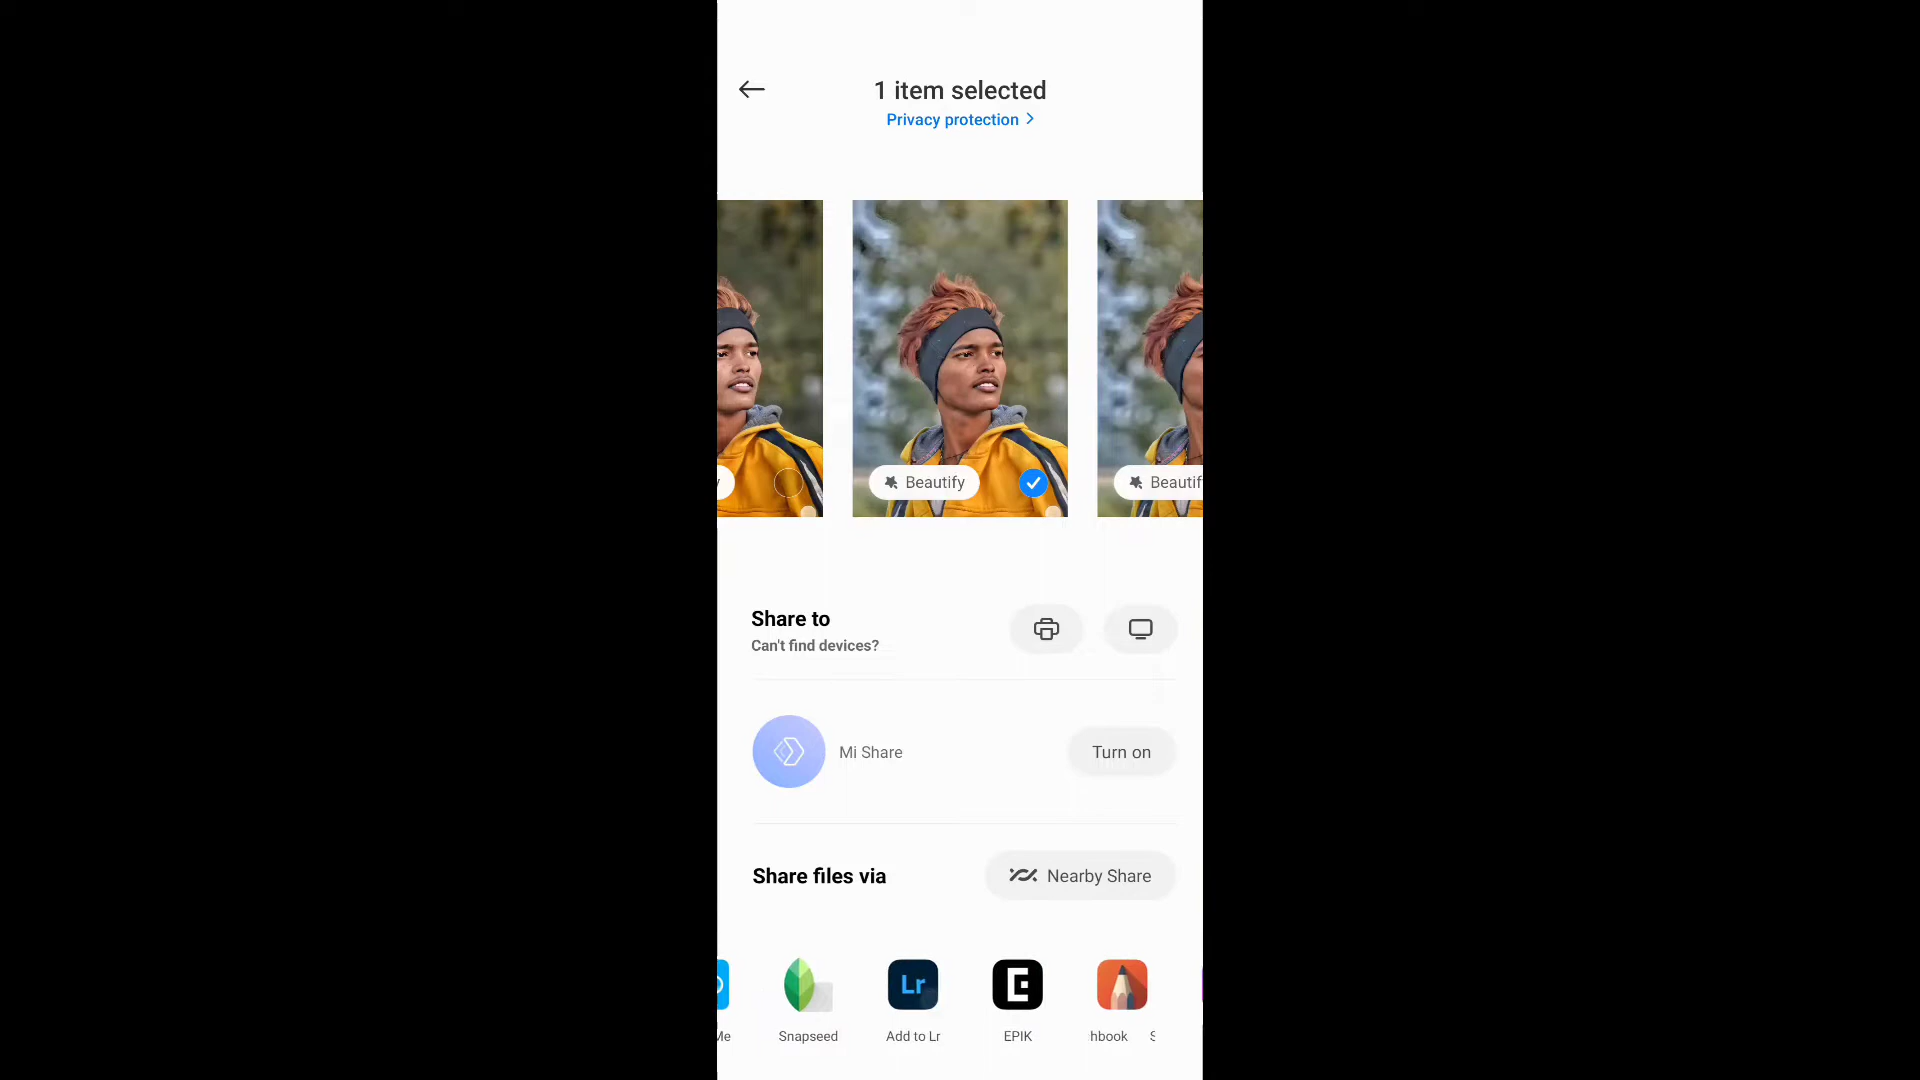 1 item selected
Privacy protection
y
Beautify
Beautif
Share to
Can't find devices?
Mi Share
Turn on
Share files via
Nearby Share
Lr
Me
Snapseed
Add to Lr
EPIK
hbook
S